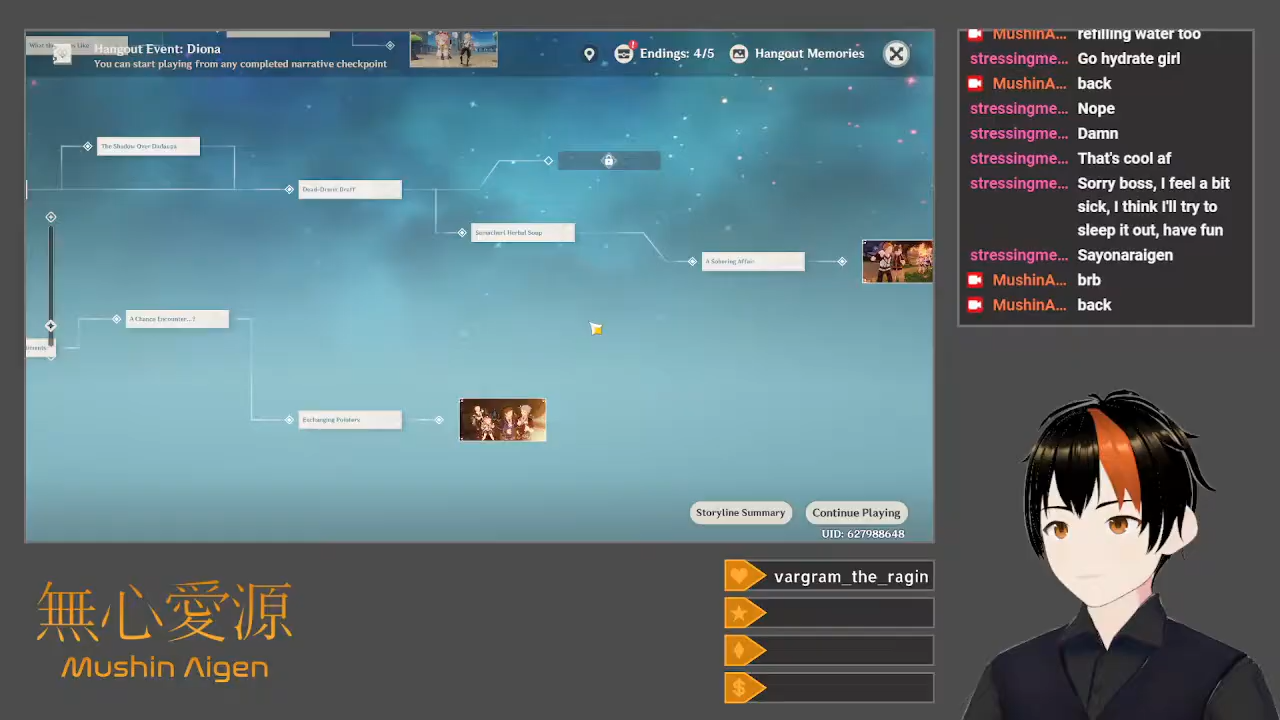 Hangout Event: Diona
You can start playing from any completed narrative checkpoint
Endings: 4/5
Hangout Memories
The Shadow Over Dadaupa
Dead-Drunk Draff
Herbal Soup
A Sobering Affair
A Chance Encounter...?
Exchanging Pointers
Storyline Summary
Continue Playing
UID: 627988648
MushinA... refilling water too
stressingme... Go hydrate girl
MushinA... back
stressingme... Nope
stressingme... Damn
stressingme... That's cool af
stressingme... Sorry boss, I feel a bit
sick, I think I'll try to
sleep it out, have fun
stressingme... Sayonaraigen
MushinA... brb
MushinA... back
無心愛源
Mushin Aigen
vargram_the_ragin